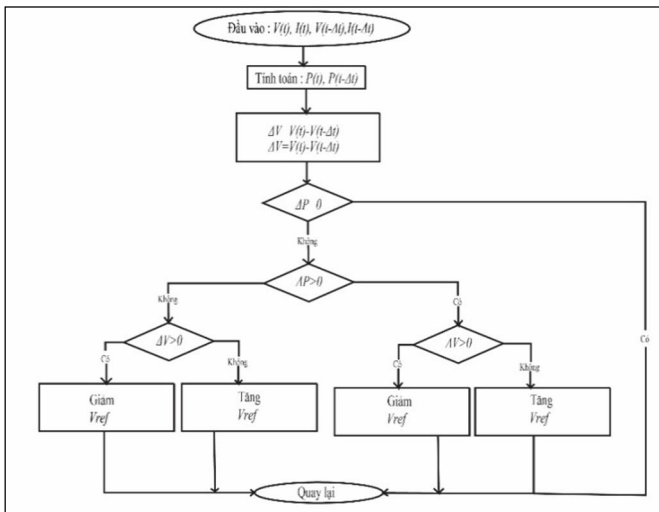 Đầu vào : V(t), I(t), V(t-Δt),I(t-Δt)
Tính toán : P(t), P(t-Δt)
ΔV V(t)-V(t-Δt)
ΔV=V(t)-V(t-Δt)
ΔP 0
Không
ΔP>0
Không
Có
ΔV>0
ΔV>0
Có
Có
Không
Có
Không
Giảm
Vref
Tăng
Vref
Giảm
Vref
Tăng
Vref
Quay lại